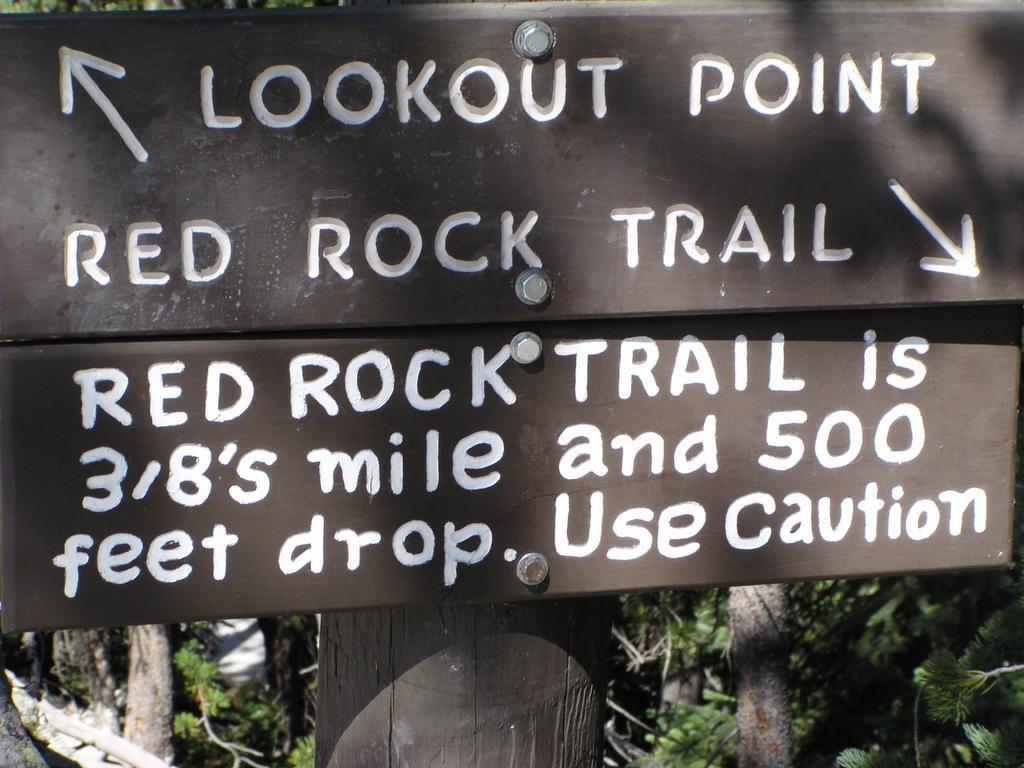 LOOKOUT POINT
RED ROCK TRAIL
RED ROCK TRAIL is
3/8's mile and 500
feet drop. Use Caution